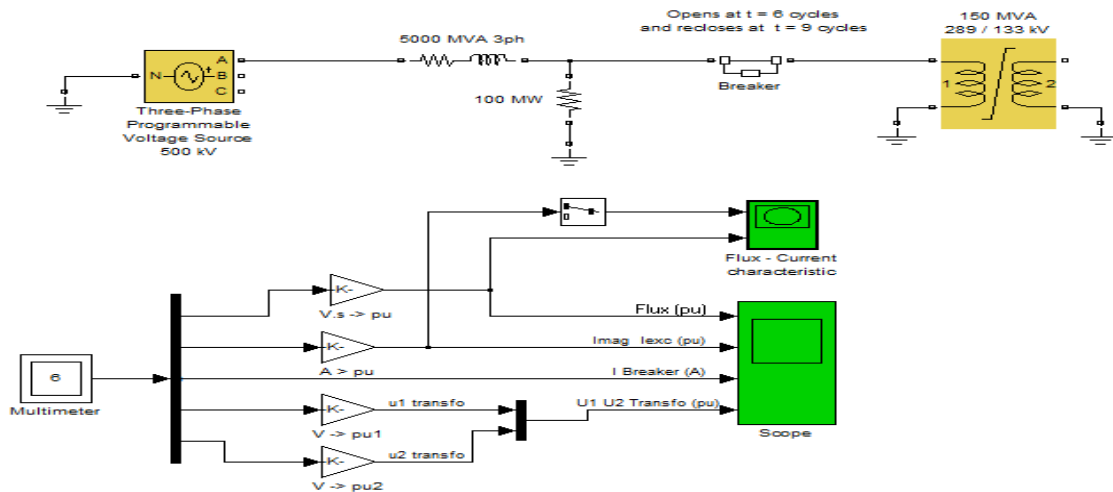 Opens at t = 6 cycles
and recloses at t = 9 cycles
150 MVA
289 / 133 kV
5000 MVA 3ph
A
N
B
C
1
2
100 MW
Breaker
Three-Phase
Programmable
Voltage Source
500 kV
Flux - Current
characteristic
K-
V.s -> pu
Flux (pu)
K-
Imag Iexc (pu)
A > pu
6
Multimeter
I Breaker (A)
K-
u1 transfo
U1 U2 Transfo (pu)
V -> pu1
Scope
K-
u2 transfo
V -> pu2